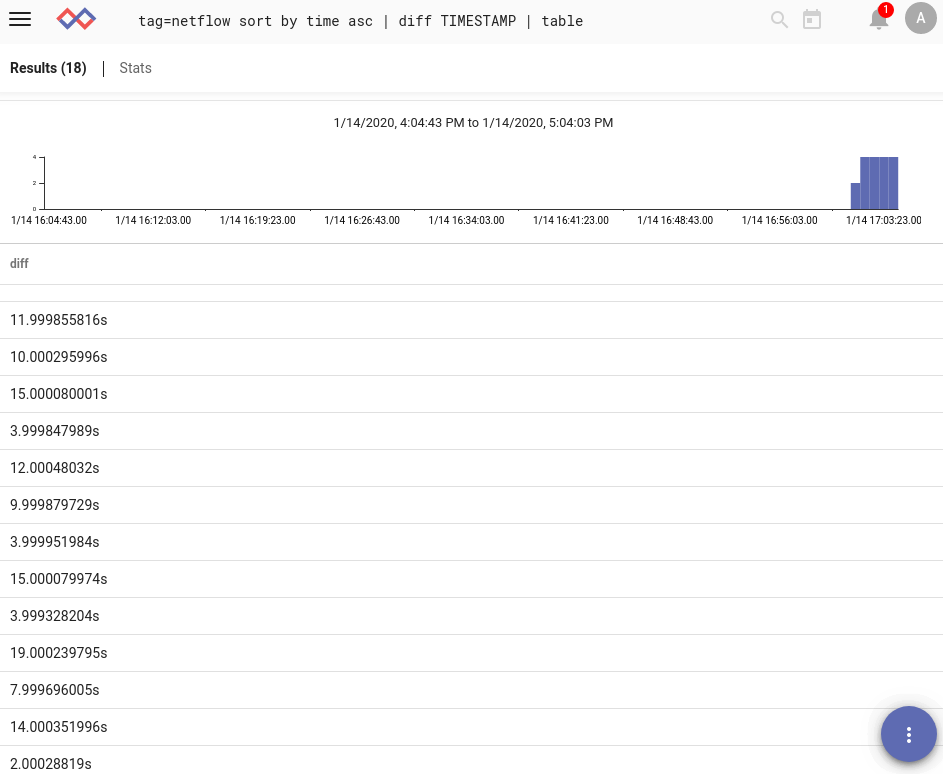 tag=netflow sort by time asc | diff TIMESTAMP | table
1
A
Results (18) | Stats
1/14/2020, 4:04:43 PM to 1/14/2020, 5:04:03 PM
4
2
0
1/14 16:04:43.00 1/14 16:12:03.00 1/14 16:19:23.00 1/14 16:26:43.00 1/14 16:34:03.00 1/14 16:41:23.00 1/14 16:48:43.00 1/14 16:56:03.00 1/14 17:03:23.00
diff
11.999855816s
10.000295996s
15.000080001s
3.999847989s
12.00048032s
9.999879729s
3.999951984s
15.000079974s
3.999328204s
19.000239795s
7.999696005s
14.000351996s
2.00028819s